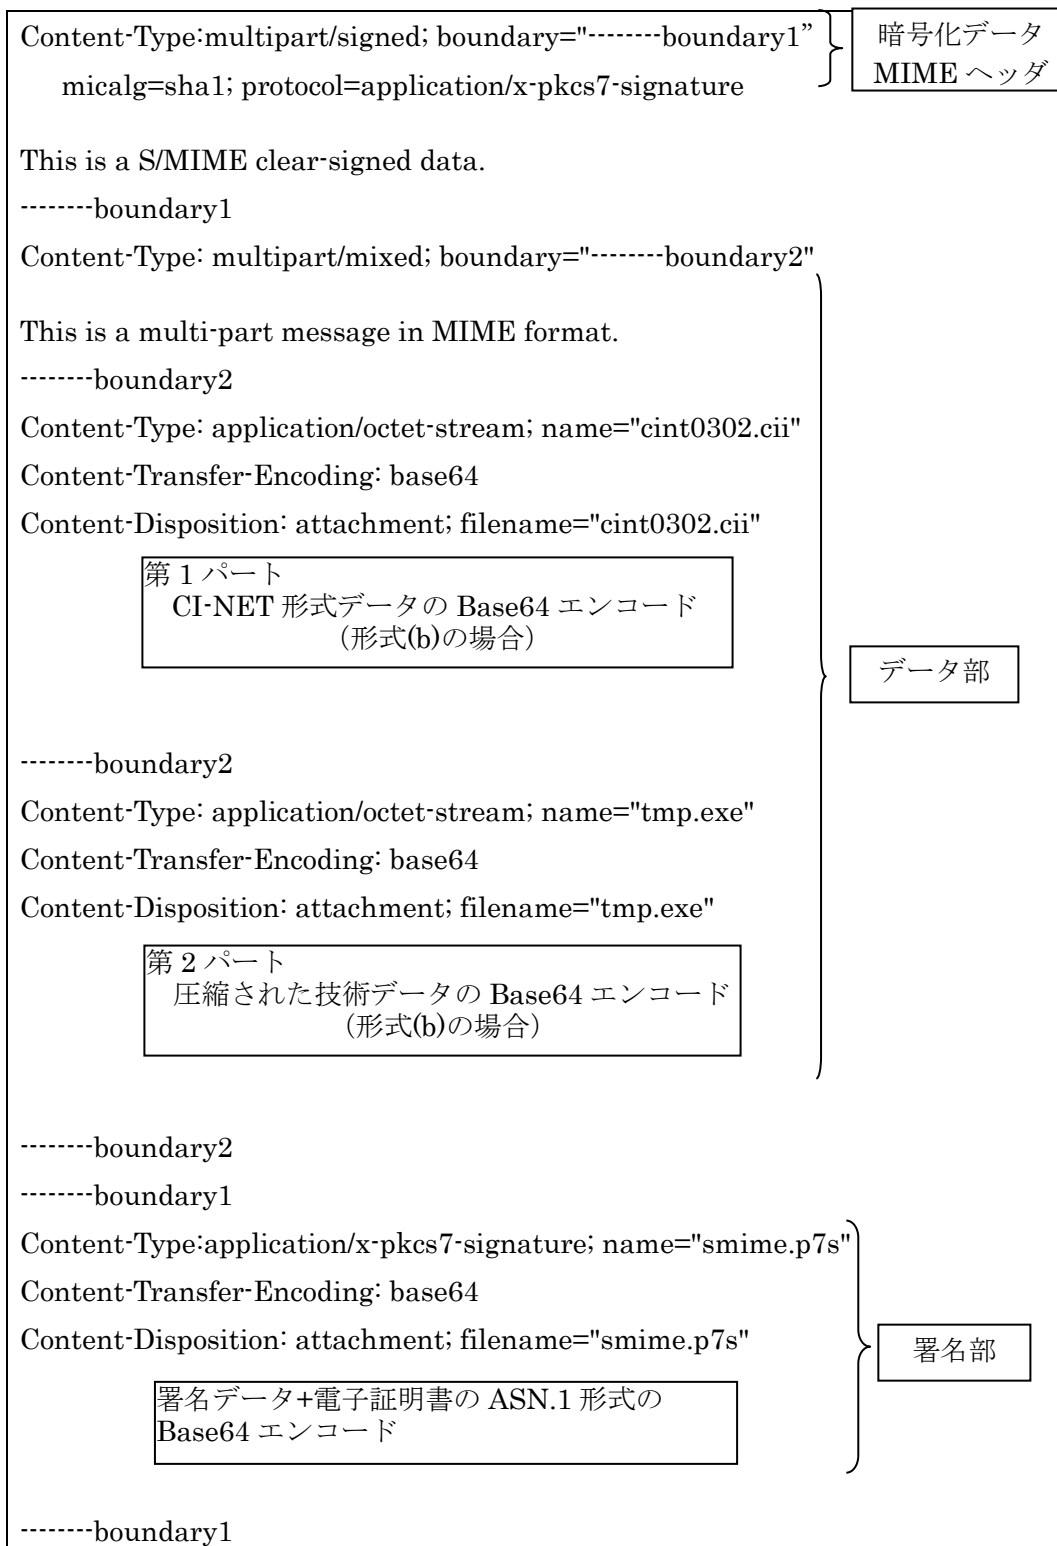 Content-Type:multipart/signed; boundary="--------boundary1”
micalg=sha1; protocol=application/x-pkcs7-signature
暗号化データ
MIME ヘッダ
This is a S/MIME clear-signed data.
--------boundary1
Content-Type: multipart/mixed; boundary="--------boundary2"
This is a multi-part message in MIME format.
--------boundary2
Content-Type: application/octet-stream; name="cint0302.cii"
Content-Transfer-Encoding: base64
Content-Disposition: attachment; filename="cint0302.cii"
第 1 パート
CI-NET 形式データの Base64 エンコード
（形式(b)の場合）
データ部
--------boundary2
Content-Type: application/octet-stream; name="tmp.exe"
Content-Transfer-Encoding: base64
Content-Disposition: attachment; filename="tmp.exe"
第 2 パート
圧縮された技術データの Base64 エンコード
（形式(b)の場合）
--------boundary2
--------boundary1
Content-Type:application/x-pkcs7-signature; name="smime.p7s"
Content-Transfer-Encoding: base64
Content-Disposition: attachment; filename="smime.p7s"
署名部
署名データ+電子証明書の ASN.1 形式の
Base64 エンコード
--------boundary1